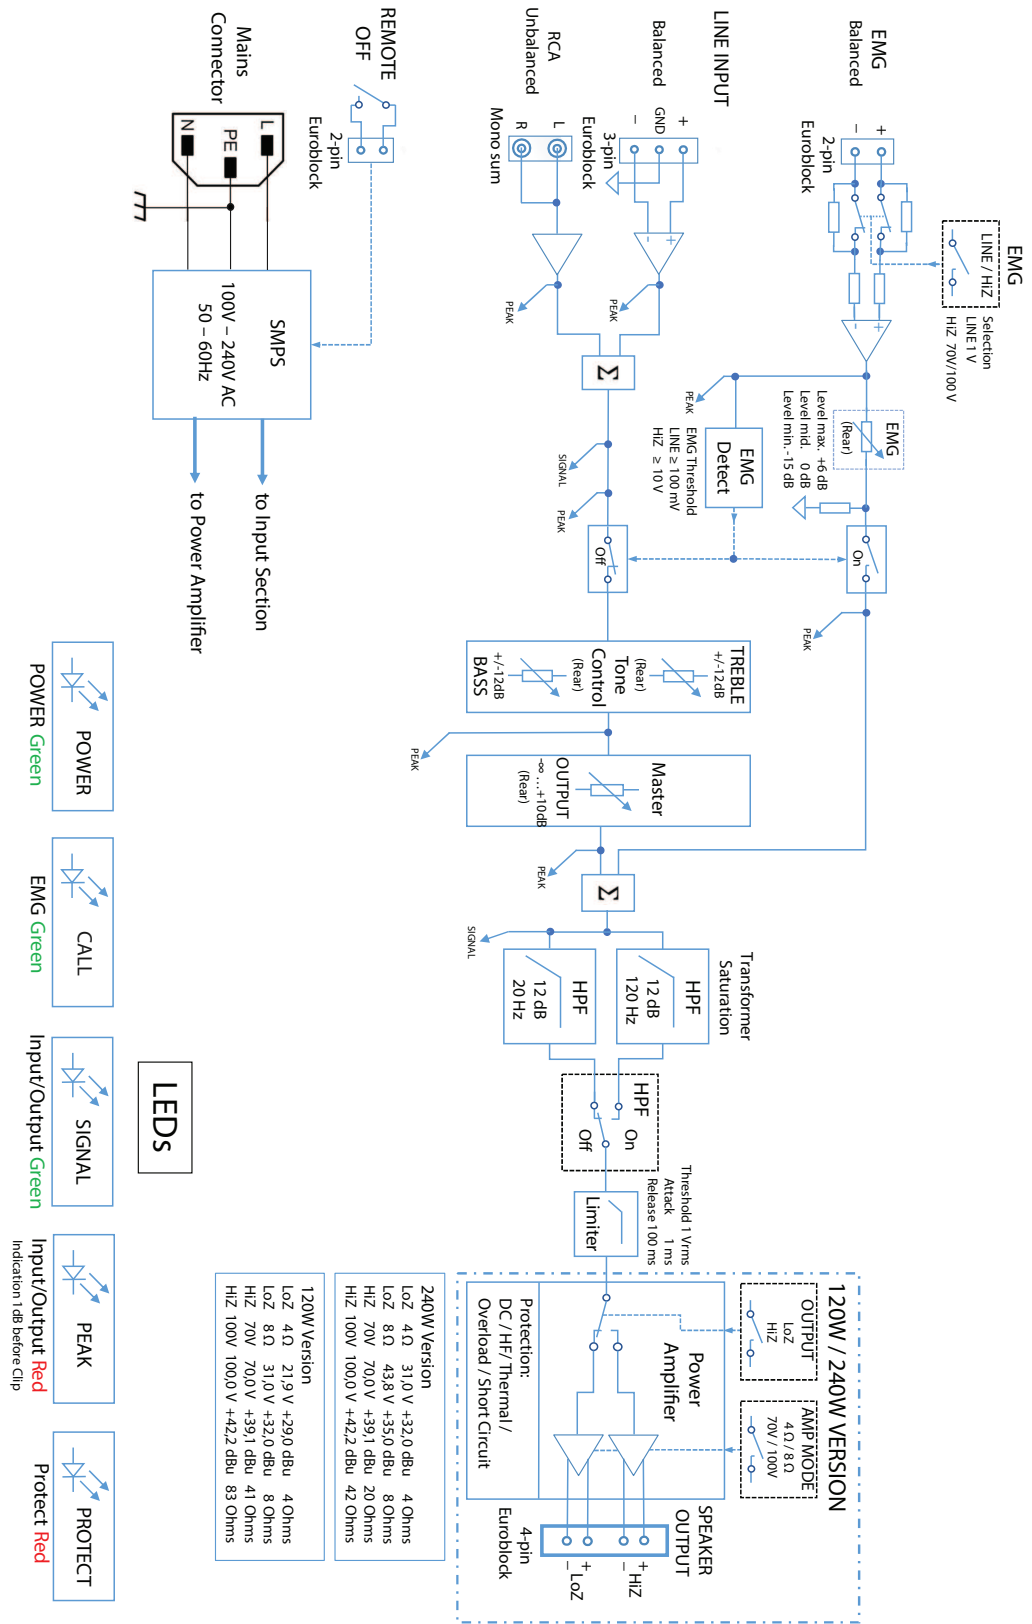 EMG
Balanced
+
–
2-pin
Euroblock
EMG
LINE / HiZ
Selection
LINE 1 V
HiZ 70V/100 V
+
-
EMG
(Rear)
Level max. +6 dB
Level mid. 0 dB
Level min. -15 dB
On
PEAK
PEAK
EMG
Detect
EMG Threshold
LINE ≥ 100 mV
HiZ ≥ 10 V
LINE INPUT
Balanced
+
GND
–
3-pin
Euroblock
+
-
PEAK
RCA
Unbalanced
L
R
Mono sum
PEAK
Σ
SIGNAL
PEAK
Off
TREBLE
+/-12dB
(Rear)
Tone
Control
(Rear)
+/-12dB
BASS
PEAK
Master
OUTPUT
-∞ …+10dB
(Rear)
PEAK
Σ
SIGNAL
Transformer
Saturation
HPF
12 dB
120 Hz
HPF
12 dB
20 Hz
HPF
On
Off
Threshold 1 Vrms
Attack 1 ms
Release 100 ms
Limiter
120W / 240W VERSION
OUTPUT
LoZ
HiZ
AMP MODE
4 Ω / 8 Ω
70V / 100V
Power
Amplifier
Protection:
DC / HF/ Thermal /
Overload / Short Circuit
SPEAKER
OUTPUT
+
–
HiZ
+
–
LoZ
4-pin
Euroblock
240W Version
LoZ 4 Ω 31,0 V +32,0 dBu 4 Ohms
LoZ 8 Ω 43,8 V +35,0 dBu 8 Ohms
HiZ 70V 70,0 V +39,1 dBu 20 Ohms
HiZ 100V 100,0 V +42,2 dBu 42 Ohms
120W Version
LoZ 4 Ω 21,9 V +29,0 dBu 4 Ohms
LoZ 8 Ω 31,0 V +32,0 dBu 8 Ohms
HiZ 70V 70,0 V +39,1 dBu 41 Ohms
HiZ 100V 100,0 V +42,2 dBu 83 Ohms
REMOTE
OFF
2-pin
Euroblock
Mains
Connector
L
PE
N
SMPS
100V – 240V AC
50 – 60Hz
to Input Section
to Power Amplifier
LEDs
POWER
POWER Green
CALL
EMG Green
SIGNAL
Input/Output Green
PEAK
Input/Output Red
Indication 1dB before Clip
PROTECT
Protect Red